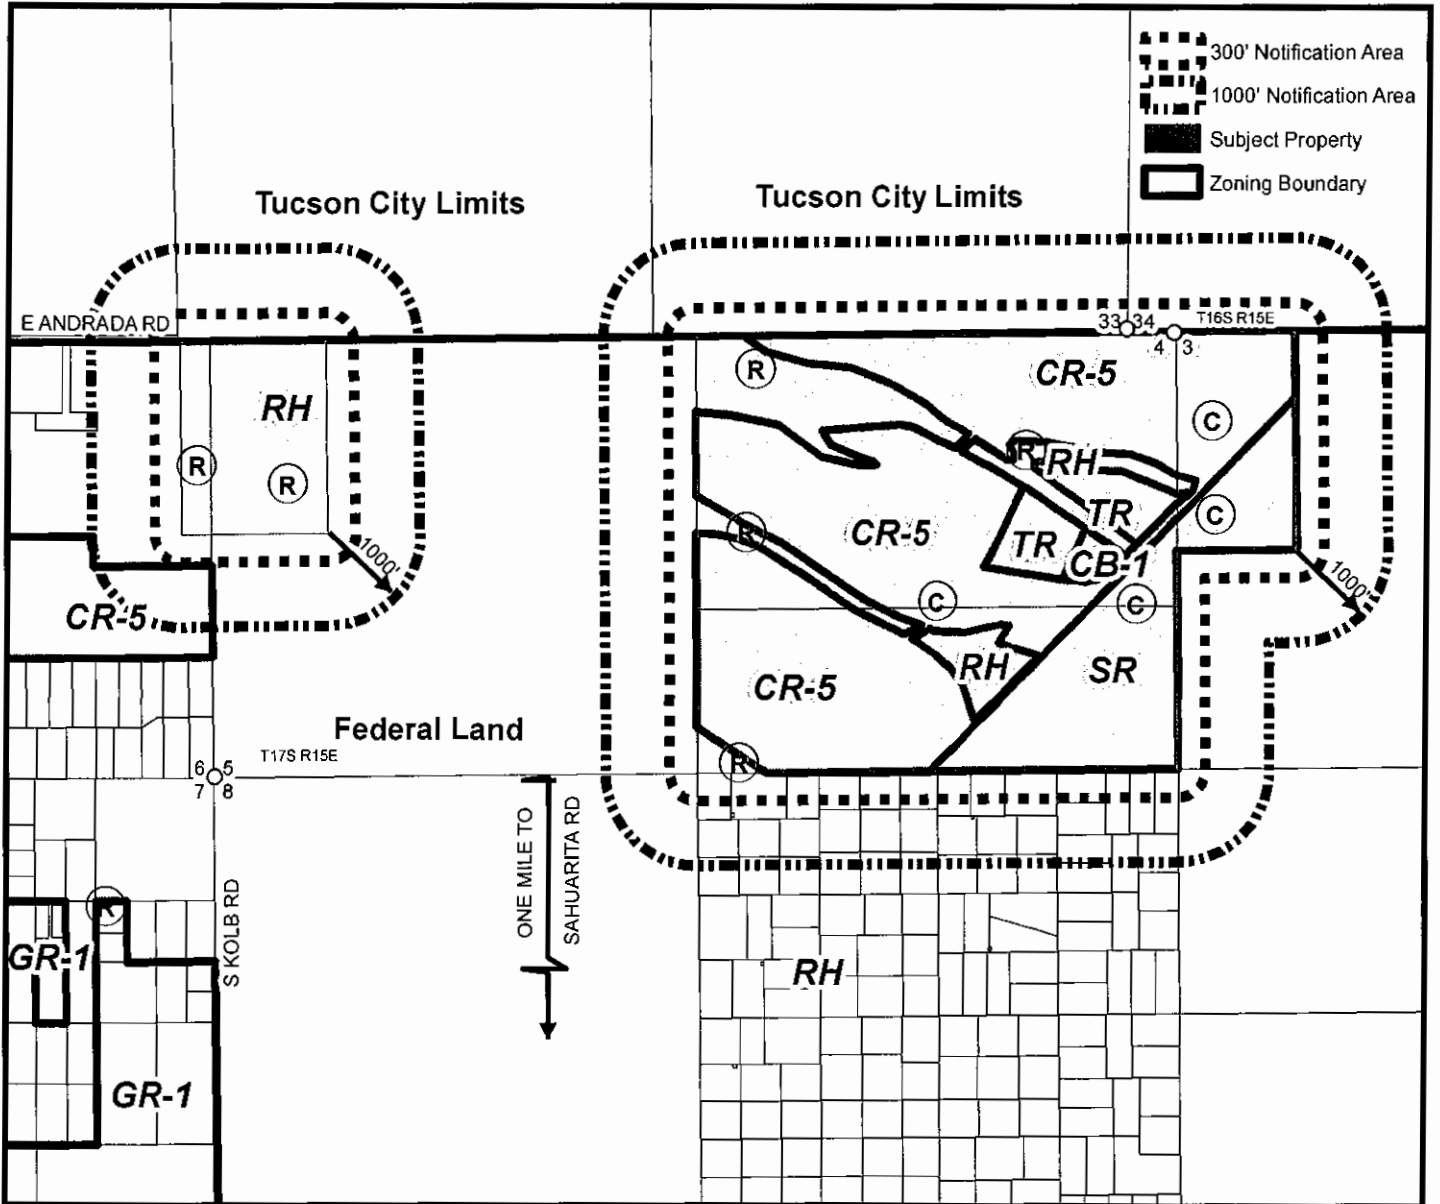 300' Notification Area
1000' Notification Area
Subject Property
Zoning Boundary
Tucson City Limits
Tucson City Limits
E ANDRADA RD
33 34
T16S R15E
4 3
R
CR-5
RH
C
R
R
R
RH
TR
C
R
CR-5
TR
CB-1
1000'
1000'
C
C
CR-5
RH
SR
CR-5
Federal Land
T17S R15E
R
6 5
7 8
ONE MILE TO
SAHUARITA RD
S KOLB RD
R
GR-1
RH
GR-1